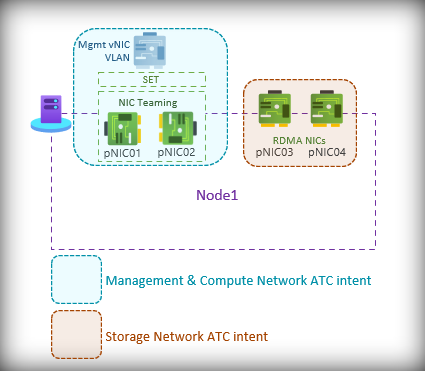 Mgmt vNIC
VLAN
SET
NIC Teaming
pNIC01
pNIC02
RDMA NICs
pNIC03
pNIC04
Node1
Management & Compute Network ATC intent
Storage Network ATC intent